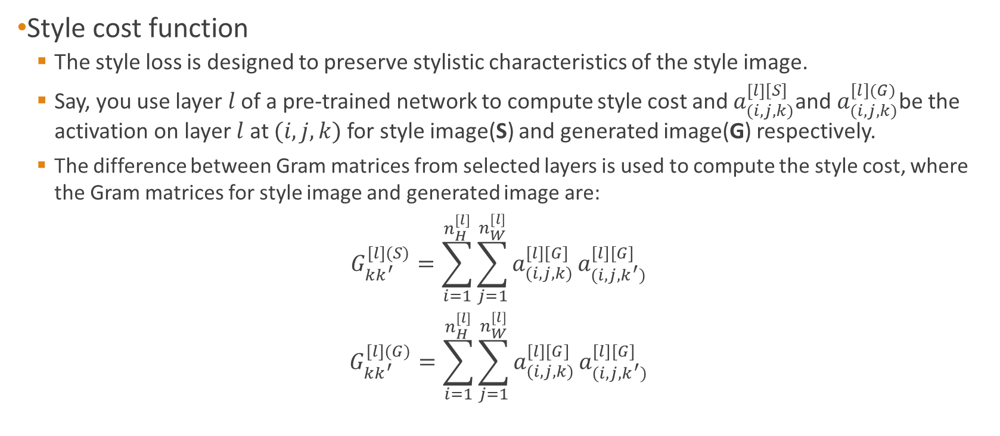 •Style cost function
▪ The style loss is designed to preserve stylistic characteristics of the style image.
▪ Say, you use layer l of a pre-trained network to compute style cost and a_{(i,j,k)}^{[l][S]} and a_{(i,j,k)}^{[l](G)} be the
activation on layer l at (i, j, k) for style image(S) and generated image(G) respectively.
▪ The difference between Gram matrices from selected layers is used to compute the style cost, where
the Gram matrices for style image and generated image are:
G_{kk′}^{[l](S)} = \sum_{i=1}^{n_H^{[l]}} \sum_{j=1}^{n_W^{[l]}} a_{(i,j,k)}^{[l][G]} a_{(i,j,k′)}^{[l][G]}
G_{kk′}^{[l](G)} = \sum_{i=1}^{n_H^{[l]}} \sum_{j=1}^{n_W^{[l]}} a_{(i,j,k)}^{[l][G]} a_{(i,j,k′)}^{[l][G]}